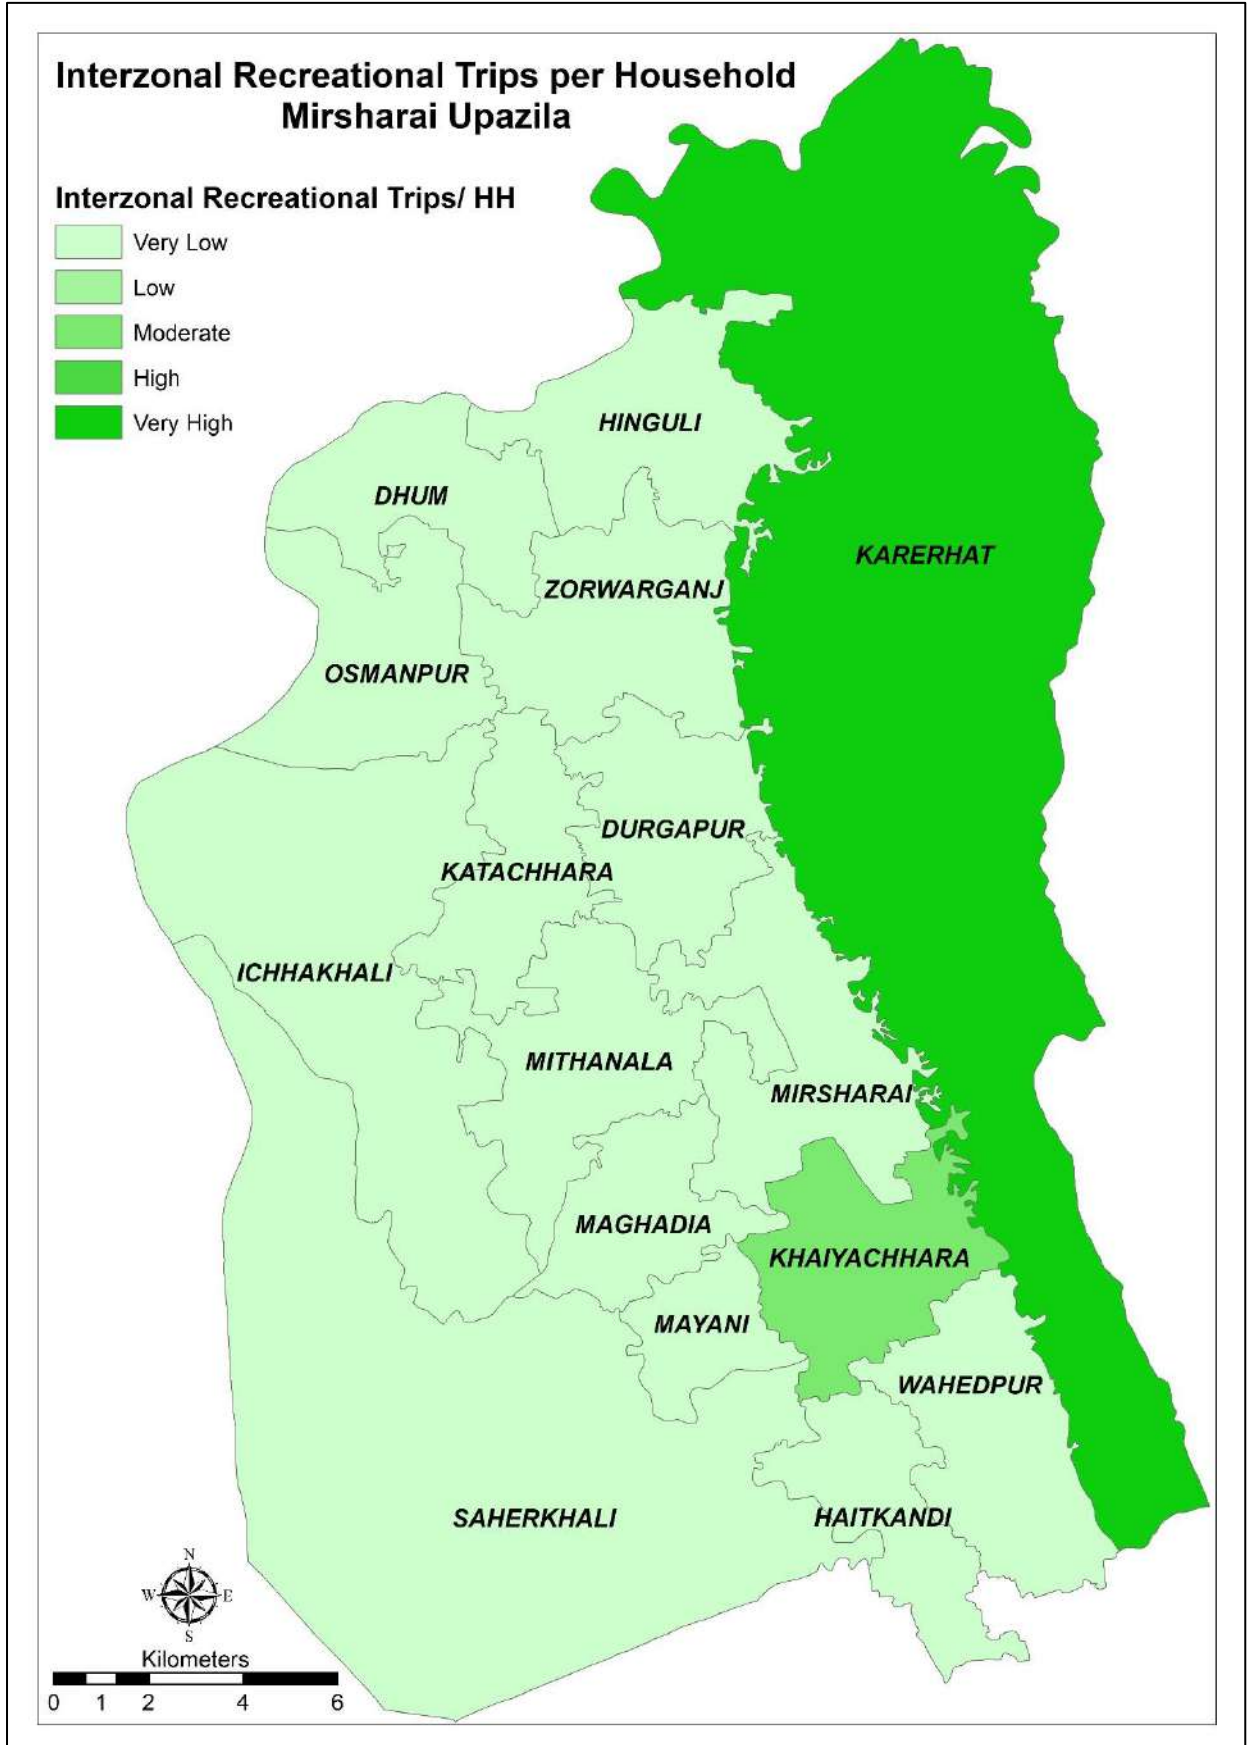 Interzonal Recreational Trips per Household
Mirsharai Upazila
Interzonal Recreational Trips/ HH
Very Low
Low
Moderate
High
Very High
HINGULI
DHUM
KARERHAT
ZORWARGANJ
OSMANPUR
DURGAPUR
KATACHHARA
ICHHAKHALI
MITHANALA
MIRSHARAI
MAGHADIA
KHAIYACHHARA
MAYANI
WAHEDPUR
SAHERKHALI
HAITKANDI
N
W E
S
Kilometers
0 1 2 4 6